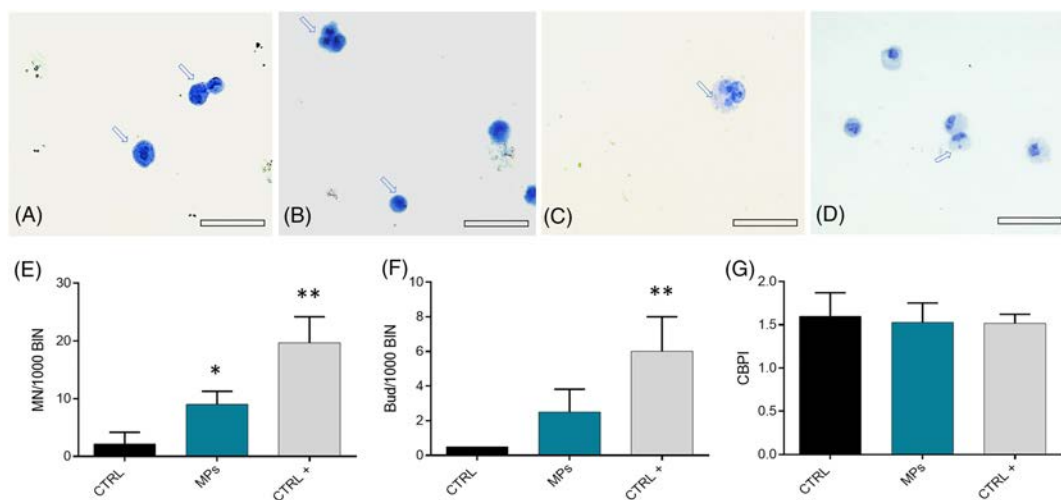 (A)
(B)
(C)
(D)
(E)
MN/1000 BIN
30
20
10
0
*
**
CTRL
MPs
CTRL +
(F)
Bud/1000 BIN
10
8
6
4
2
0
**
CTRL
MPs
CTRL +
(G)
CBPI
2.0
1.5
1.0
0.5
0.0
CTRL
MPs
CTRL +